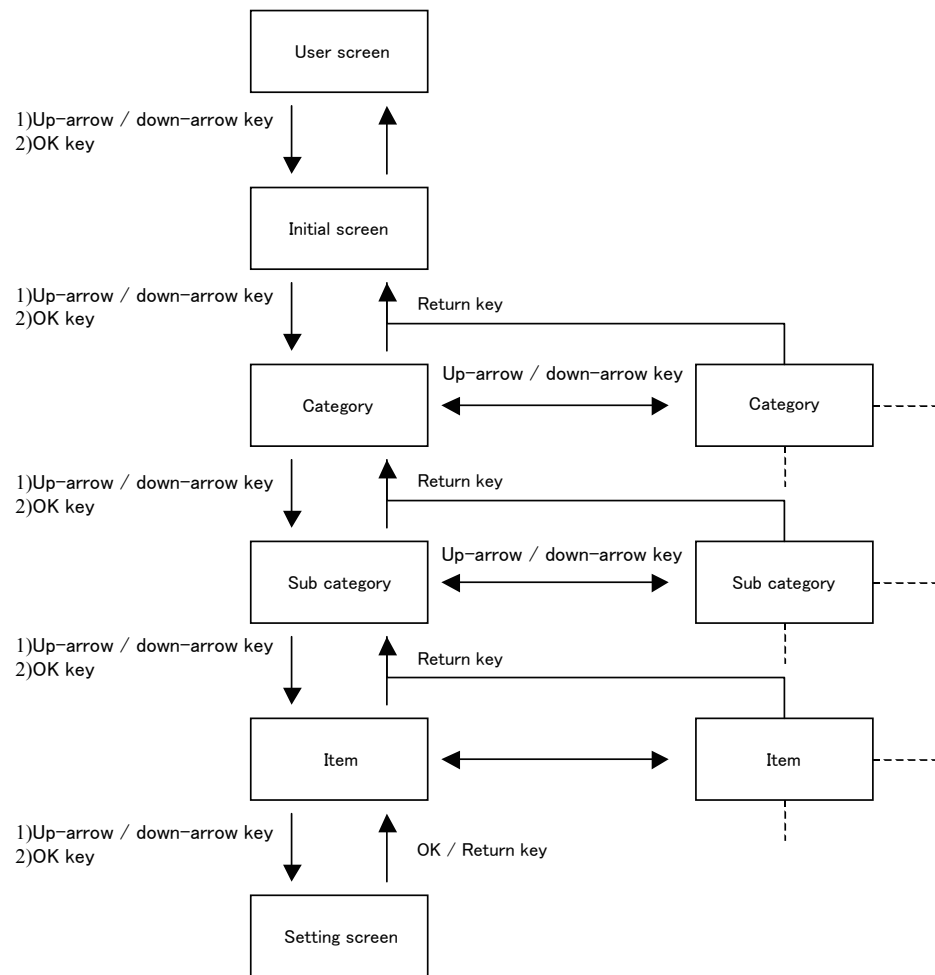 User screen
1)Up-arrow / down-arrow key
2)OK key
Initial screen
1)Up-arrow / down-arrow key
2)OK key
Return key
Category
Up-arrow / down-arrow key
Category
1)Up-arrow / down-arrow key
2)OK key
Return key
Sub category
Up-arrow / down-arrow key
Sub category
1)Up-arrow / down-arrow key
2)OK key
Return key
Item
Item
1)Up-arrow / down-arrow key
2)OK key
OK / Return key
Setting screen